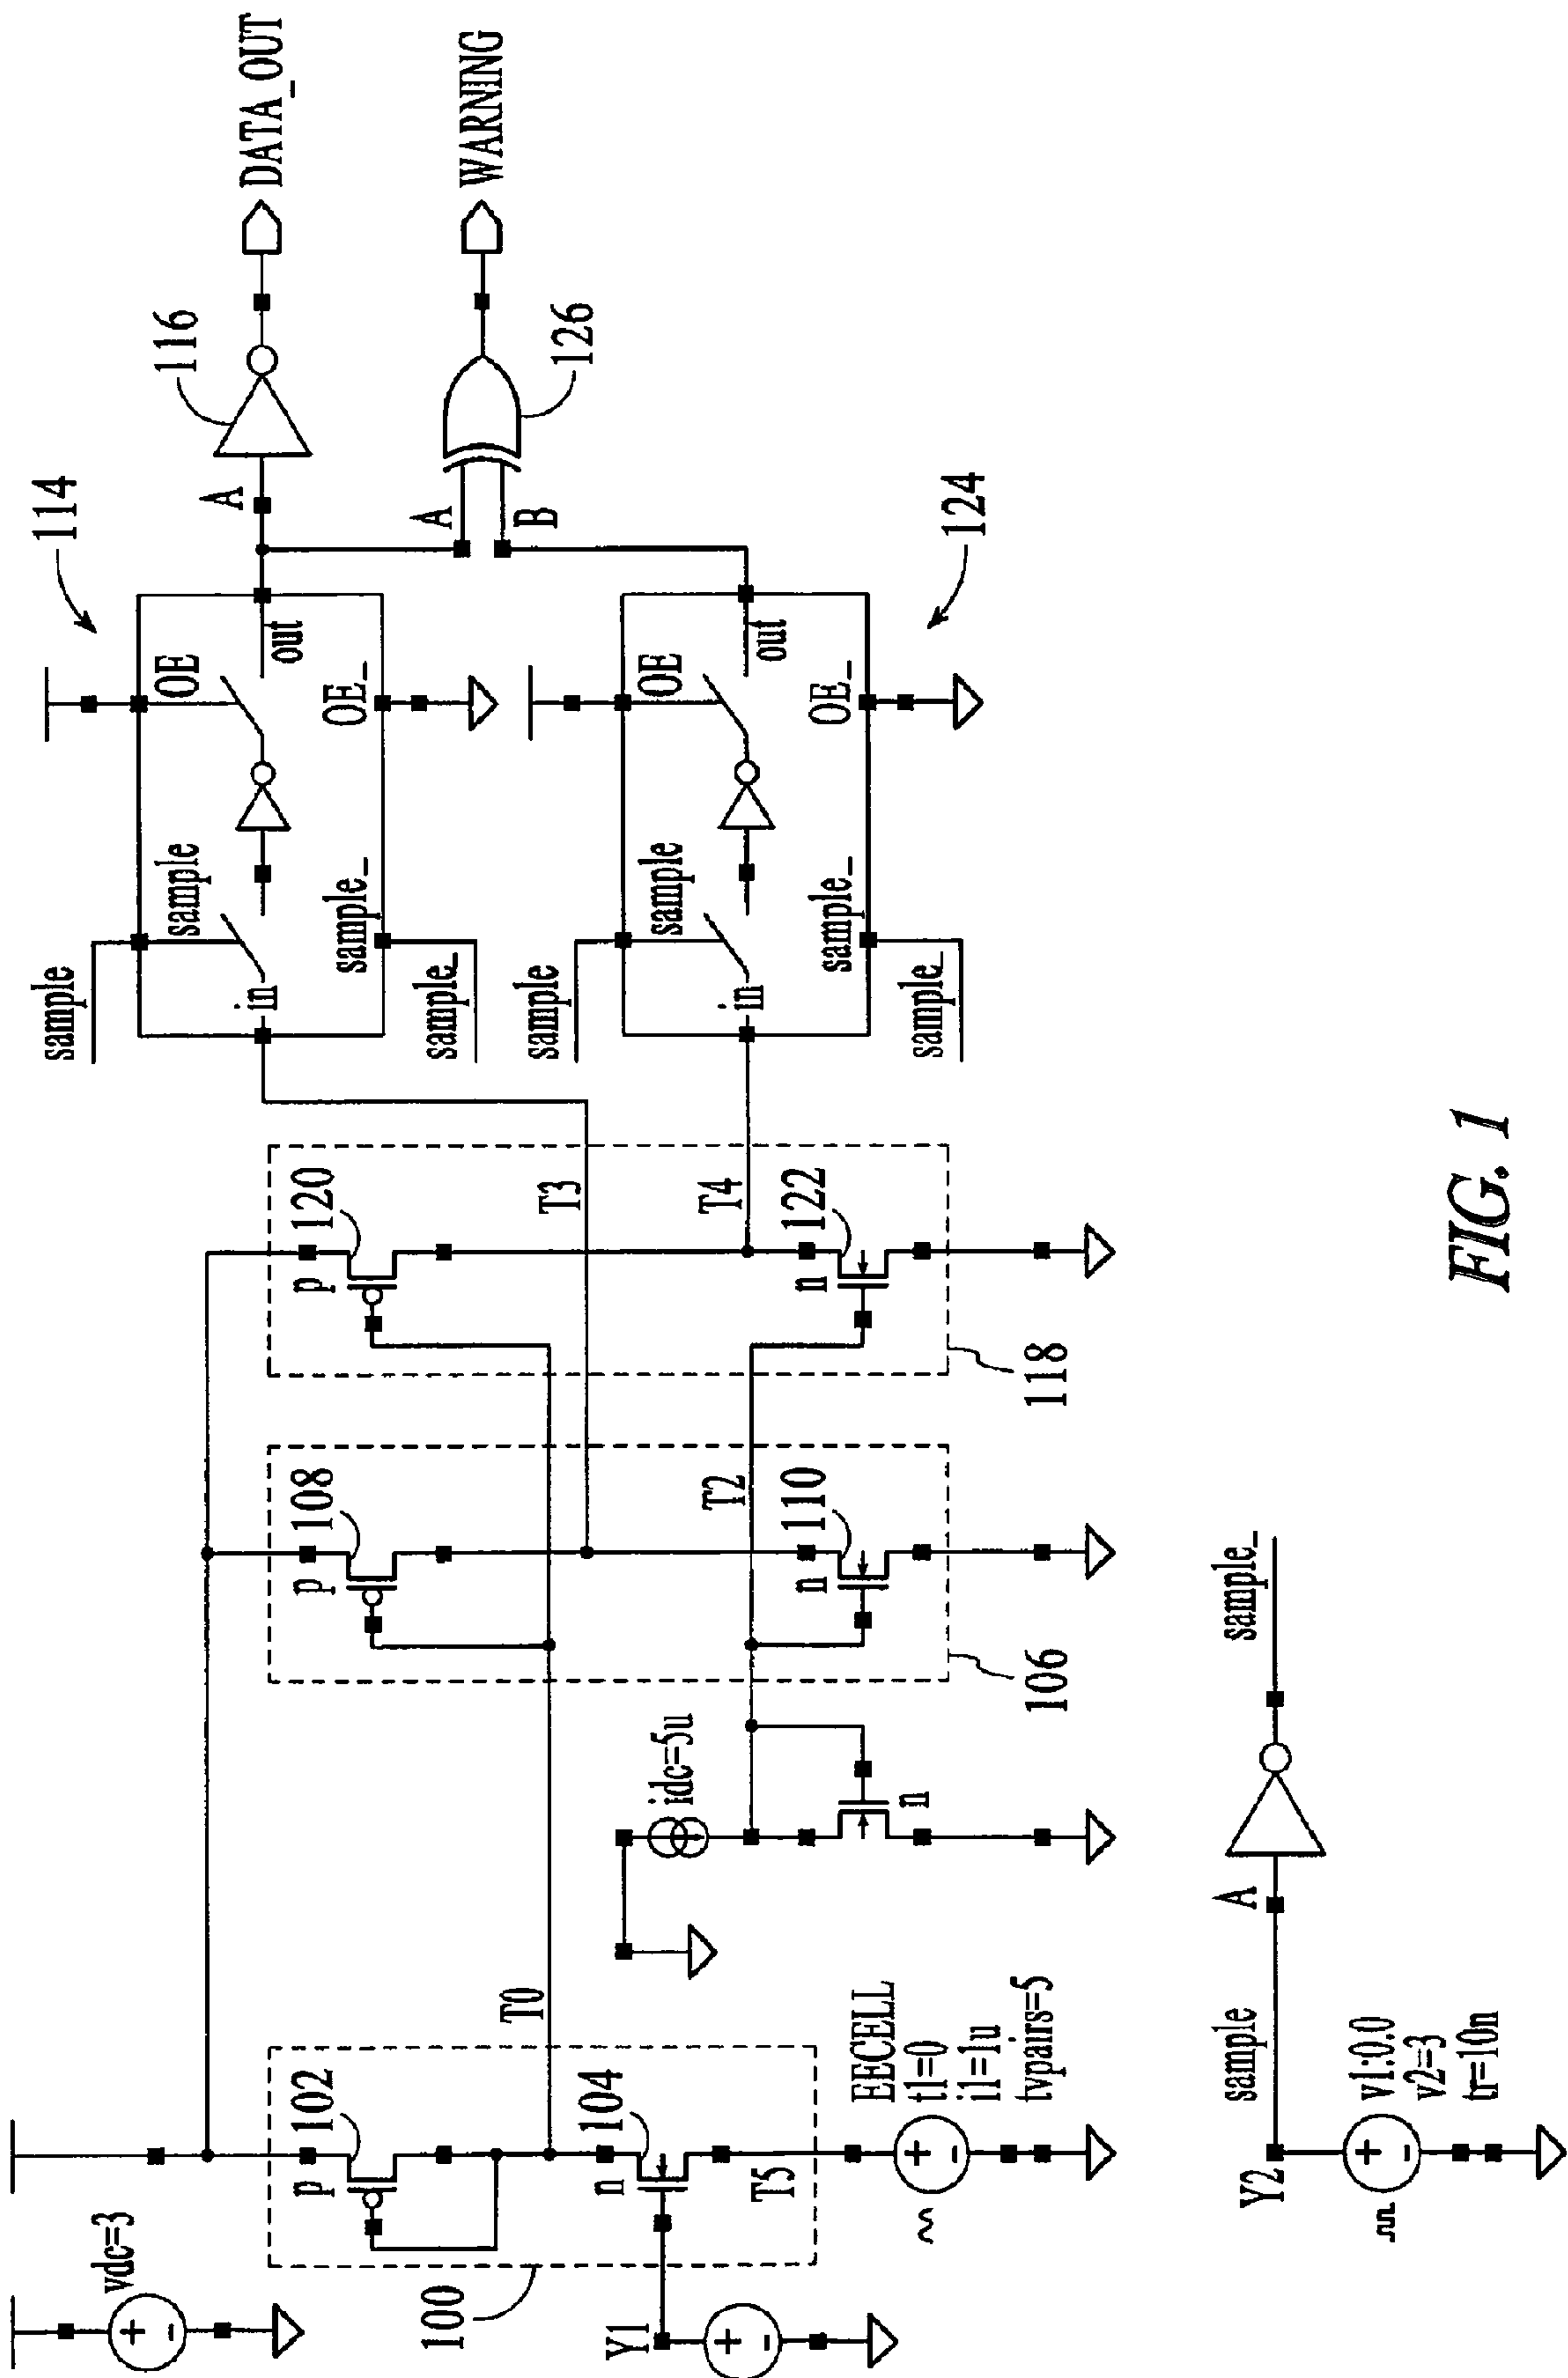 vdc=3
100
p
102
n
104
Y1
T5
T0
EECELL
t1=0
i1=1u
tvpairs=5
idc=5u
n
106
p
108
n
110
T2
118
p
120
n
122
T3
T4
sample
sample
in
sample_
sample_
OE
OE_
out
114
A
116
DATA_OUT
sample
sample
in
sample_
sample_
OE
OE_
out
124
A
B
126
WARNING
Y2
sample
v1:0.0
v2=3
tr=10n
A
sample_
FIG. 1